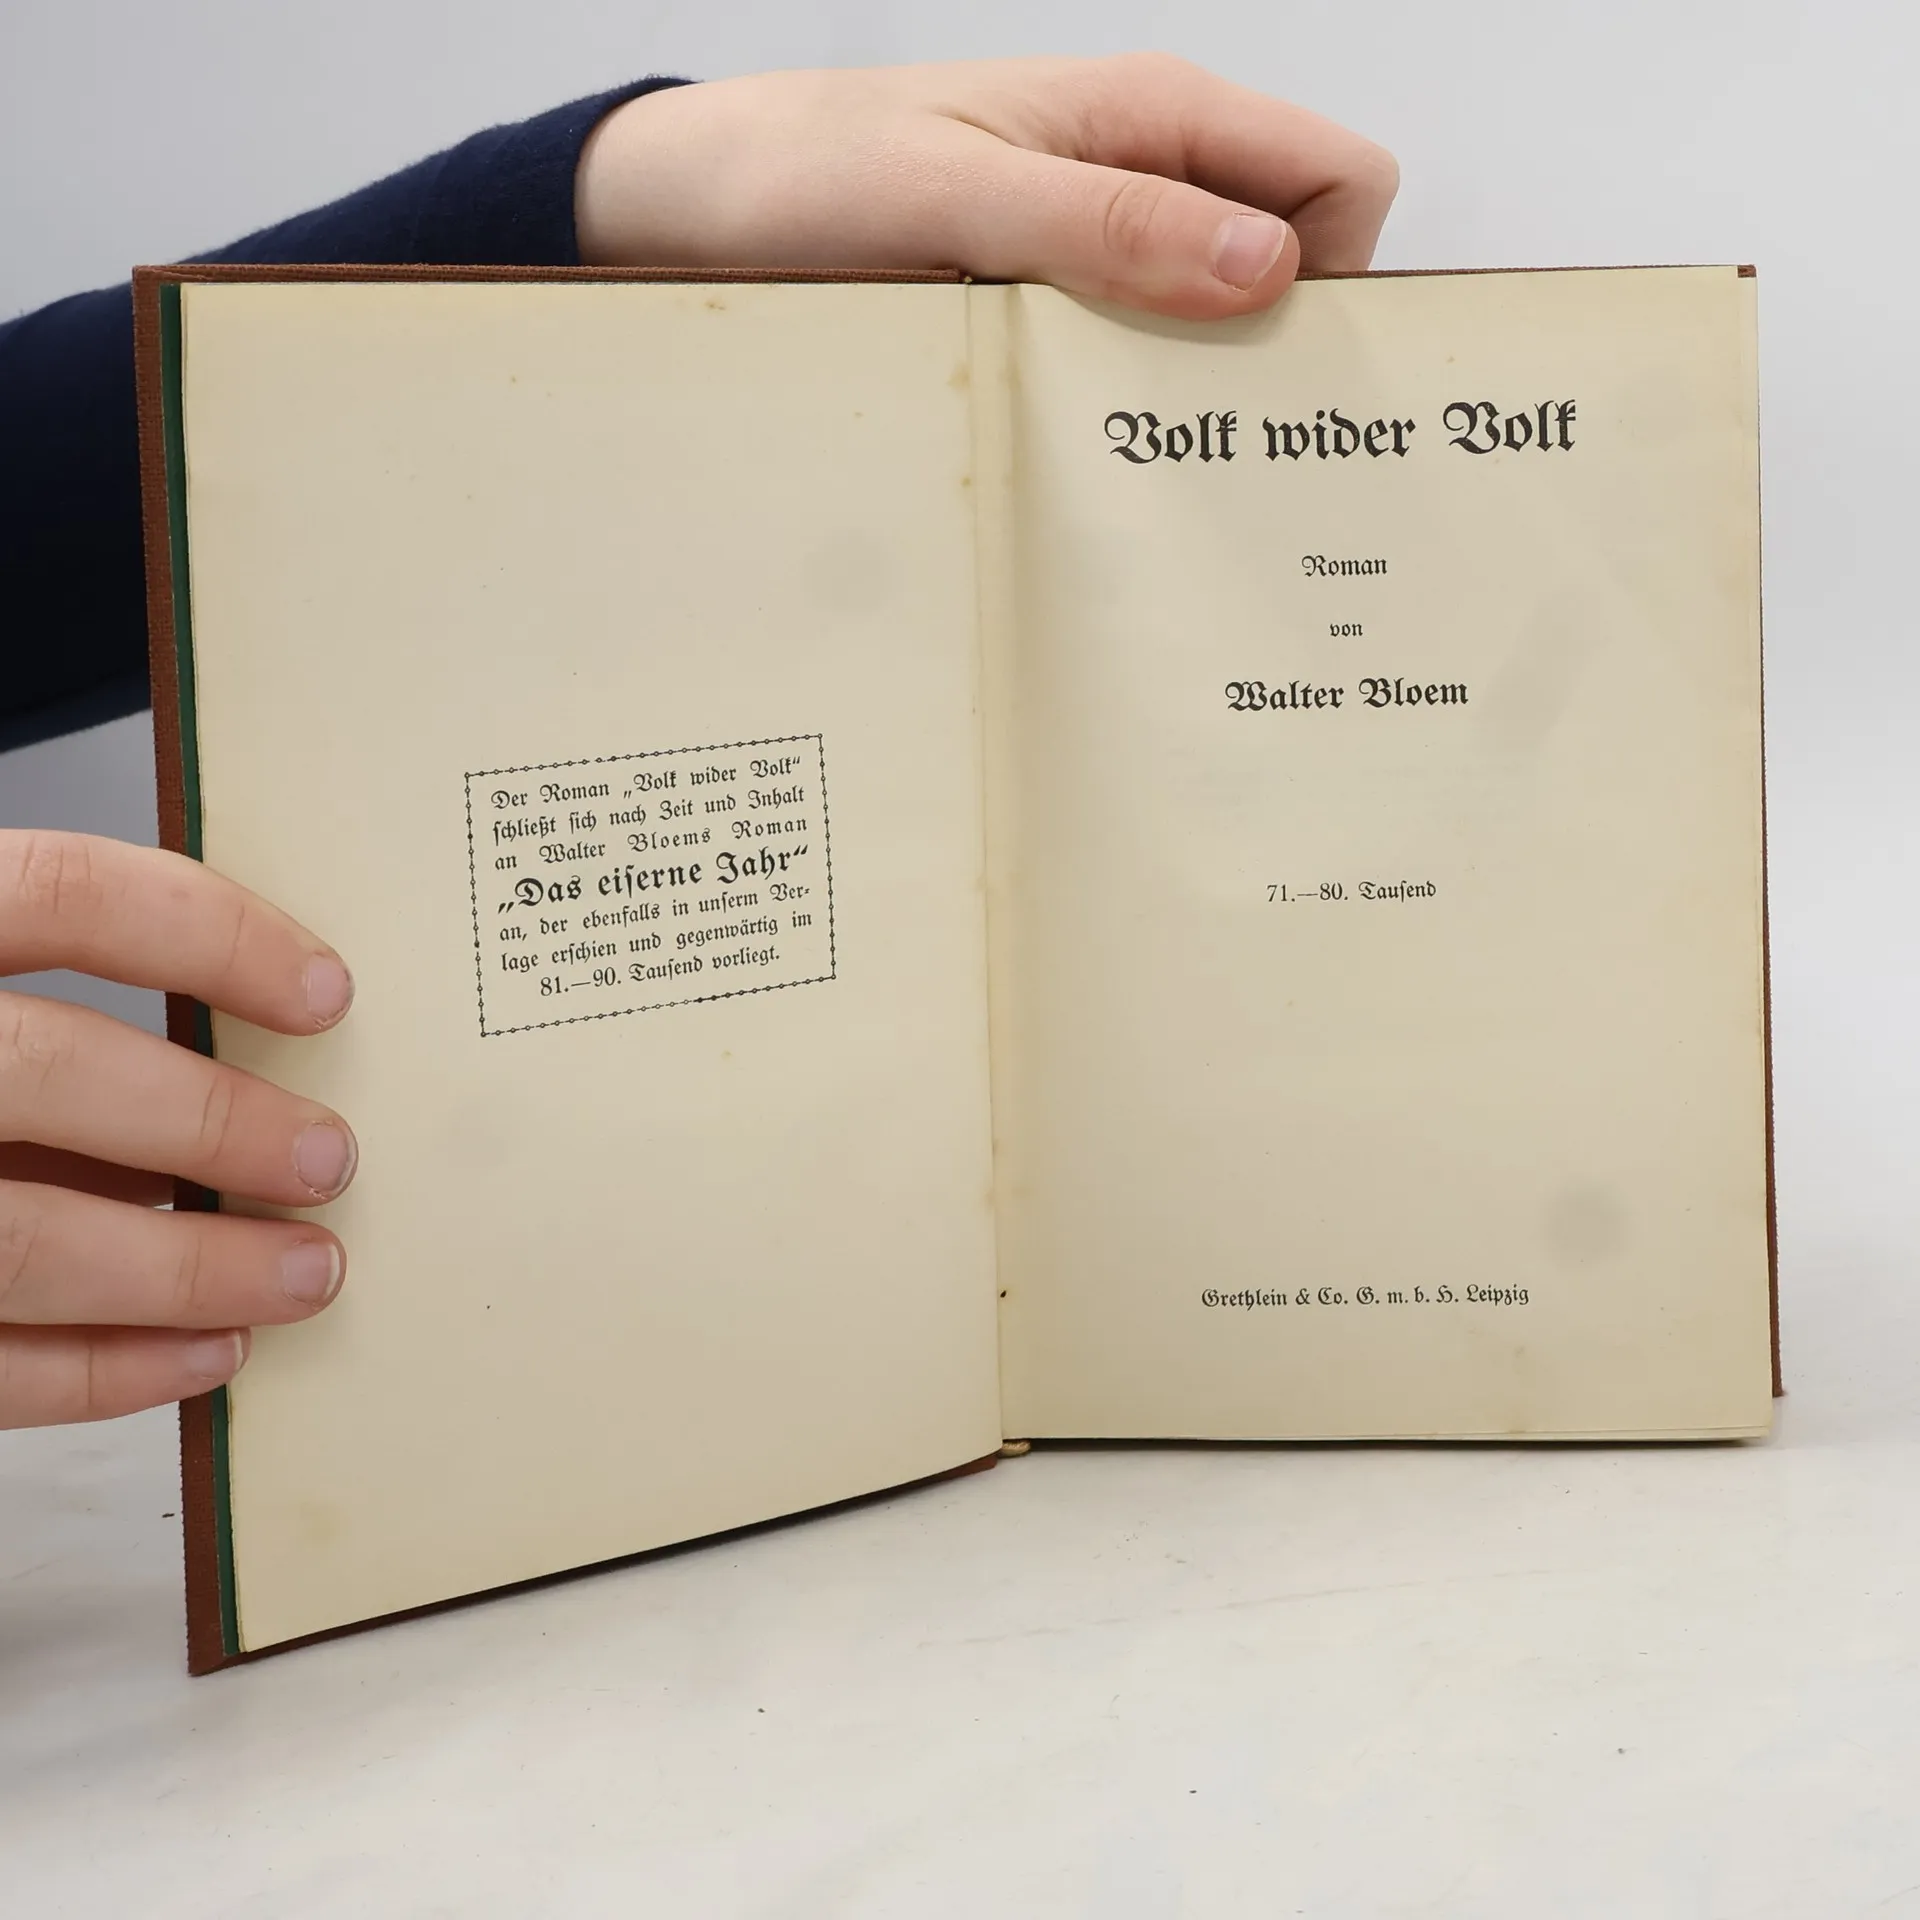 Der Roman „Volk wider Volk“
ſchließt ſich nach Zeit und Inhalt
an Walter Bloems Roman
„Das eiſerne Jahr“
an, der ebenfalls in unſerm Ver-
lage erſchien und gegenwärtig im
81.—90. Tauſend vorliegt.
Volk wider Volk
Roman
von
Walter Bloem
71.—80. Tauſend
Grethlein & Co. G. m. b. H. Leipzig